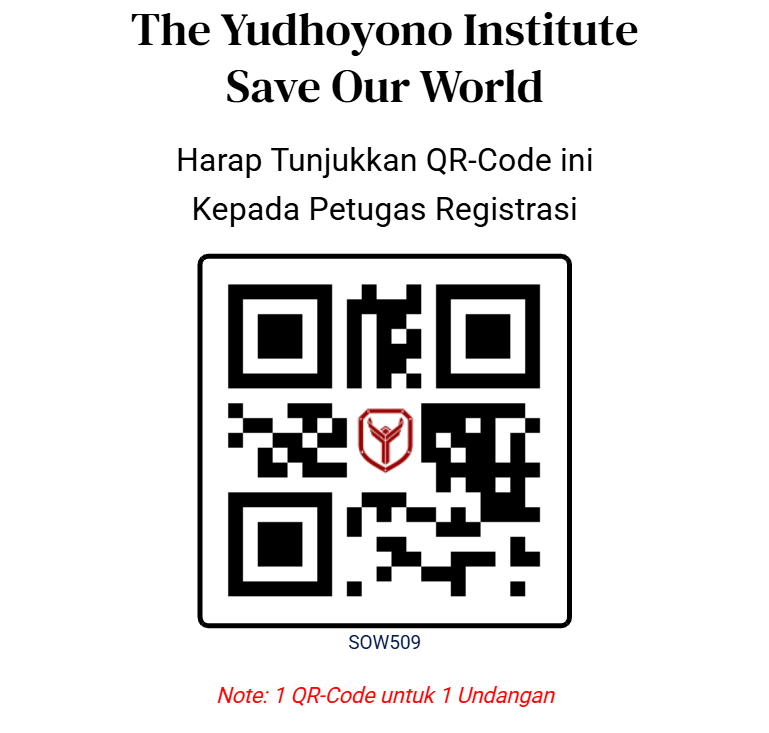 The Yudhoyono Institute
Save Our World
Harap Tunjukkan QR-Code ini
Kepada Petugas Registrasi
SOW509
Note: 1 QR-Code untuk 1 Undangan